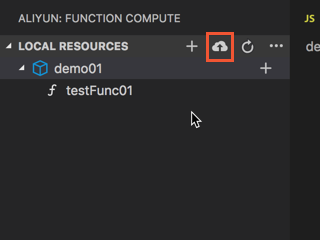 ALIYUN: FUNCTION COMPUTE
JS
LOCAL RESOURCES
de
demo01
testFunc01